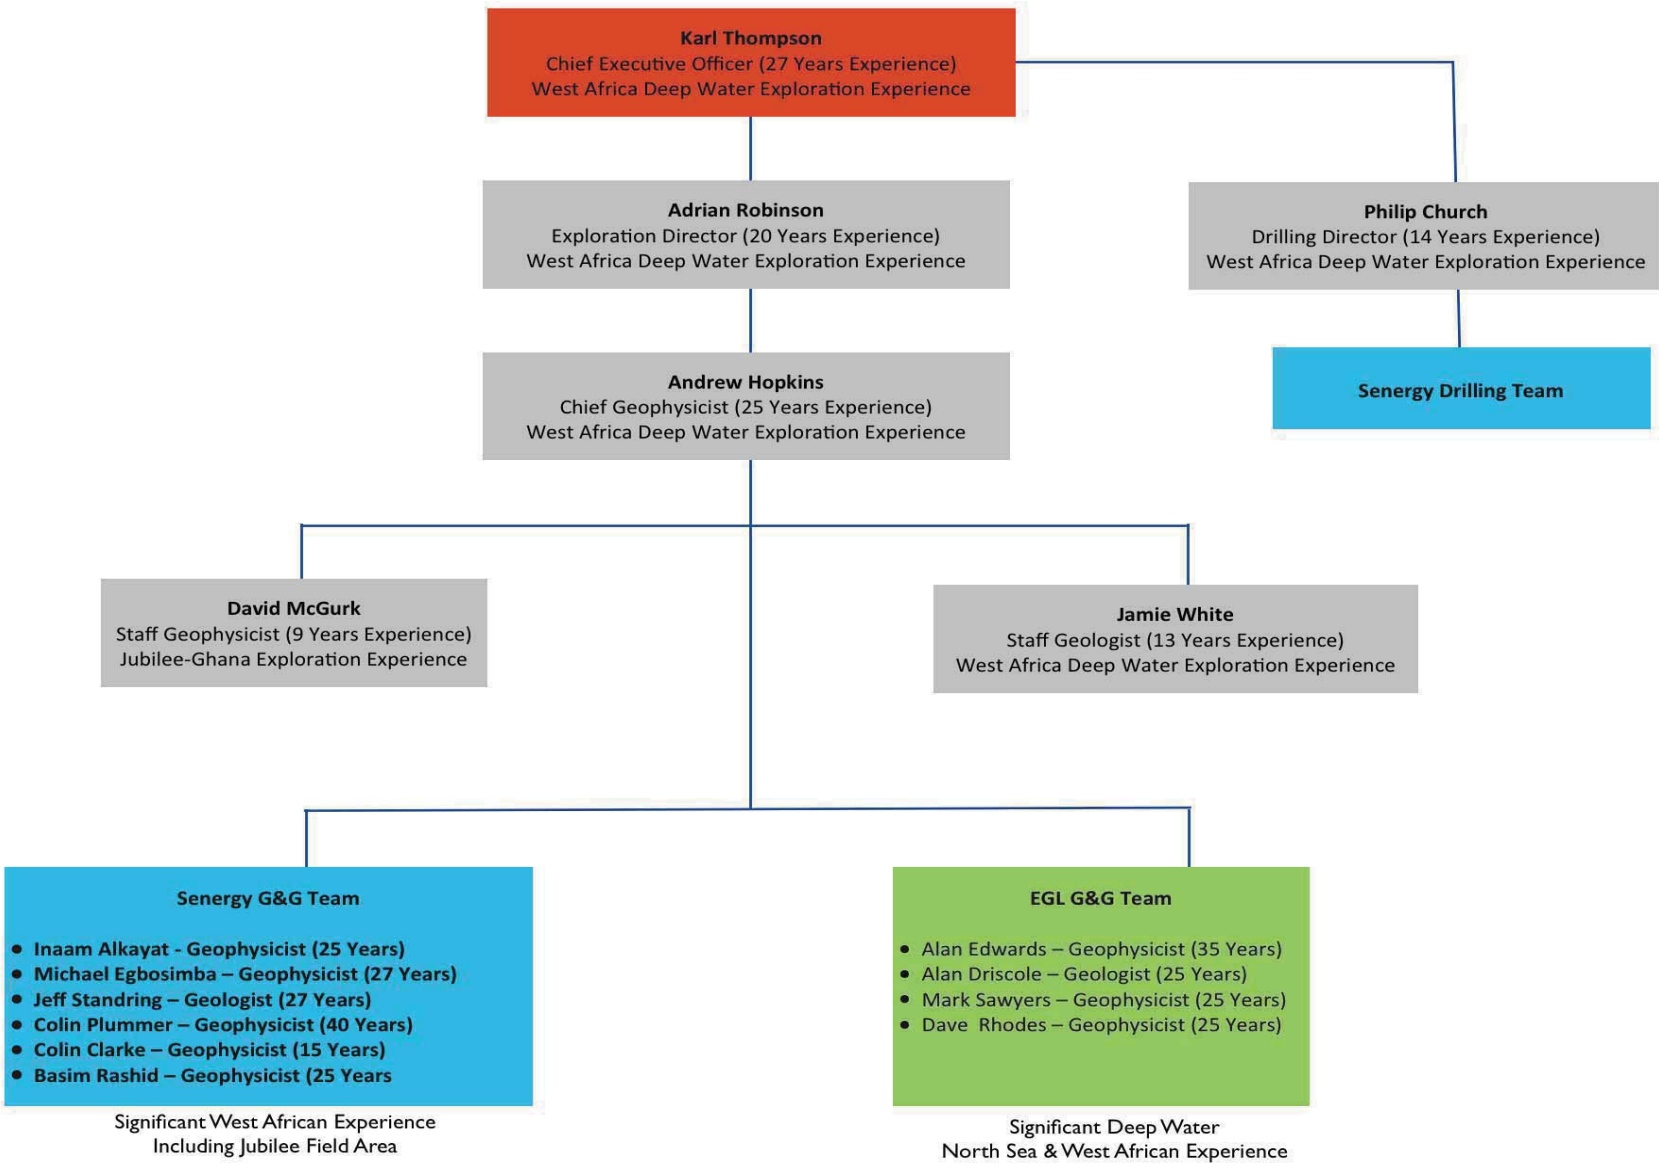 Karl Thompson
Chief Executive Officer (27 Years Experience)
West Africa Deep Water Exploration Experience
Adrian Robinson
Exploration Director (20 Years Experience)
West Africa Deep Water Exploration Experience
Philip Church
Drilling Director (14 Years Experience)
West Africa Deep Water Exploration Experience
Andrew Hopkins
Chief Geophysicist (25 Years Experience)
West Africa Deep Water Exploration Experience
Senergy Drilling Team
David McGurk
Staff Geophysicist (9 Years Experience)
Jubilee-Ghana Exploration Experience
Jamie White
Staff Geologist (13 Years Experience)
West Africa Deep Water Exploration Experience
Senergy G&G Team
● Inaam Alkayat - Geophysicist (25 Years)
● Michael Egbosimba – Geophysicist (27 Years)
● Jeff Standring – Geologist (27 Years)
● Colin Plummer – Geophysicist (40 Years)
● Colin Clarke – Geophysicist (15 Years)
● Basim Rashid – Geophysicist (25 Years
Significant West African Experience
Including Jubilee Field Area
EGL G&G Team
● Alan Edwards – Geophysicist (35 Years)
● Alan Driscole – Geologist (25 Years)
● Mark Sawyers – Geophysicist (25 Years)
● Dave Rhodes – Geophysicist (25 Years)
Significant Deep Water
North Sea & West African Experience